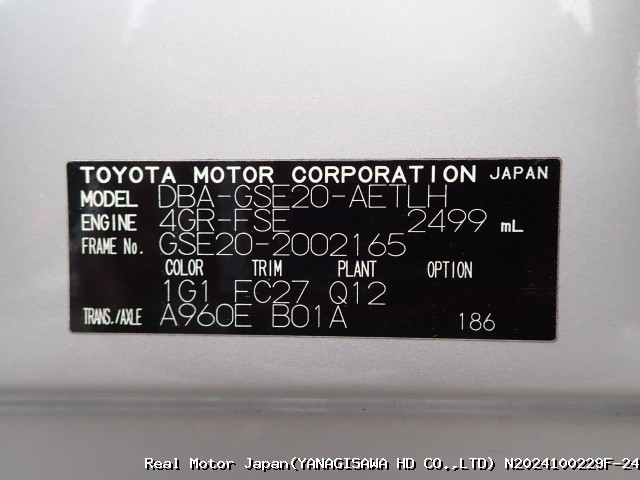 TOYOTA MOTOR CORPORATION JAPAN
MODEL DBA-GSE20-AETLH
ENGINE 4GR-FSE 2499 mL
FRAME No. GSE20-2002165
COLOR TRIM PLANT OPTION
1G1 FC27 Q12
TRANS./AXLE A960E B01A 186
Real Motor Japan(YANAGISAWA HD CO.,LTD) N2024100229F-24